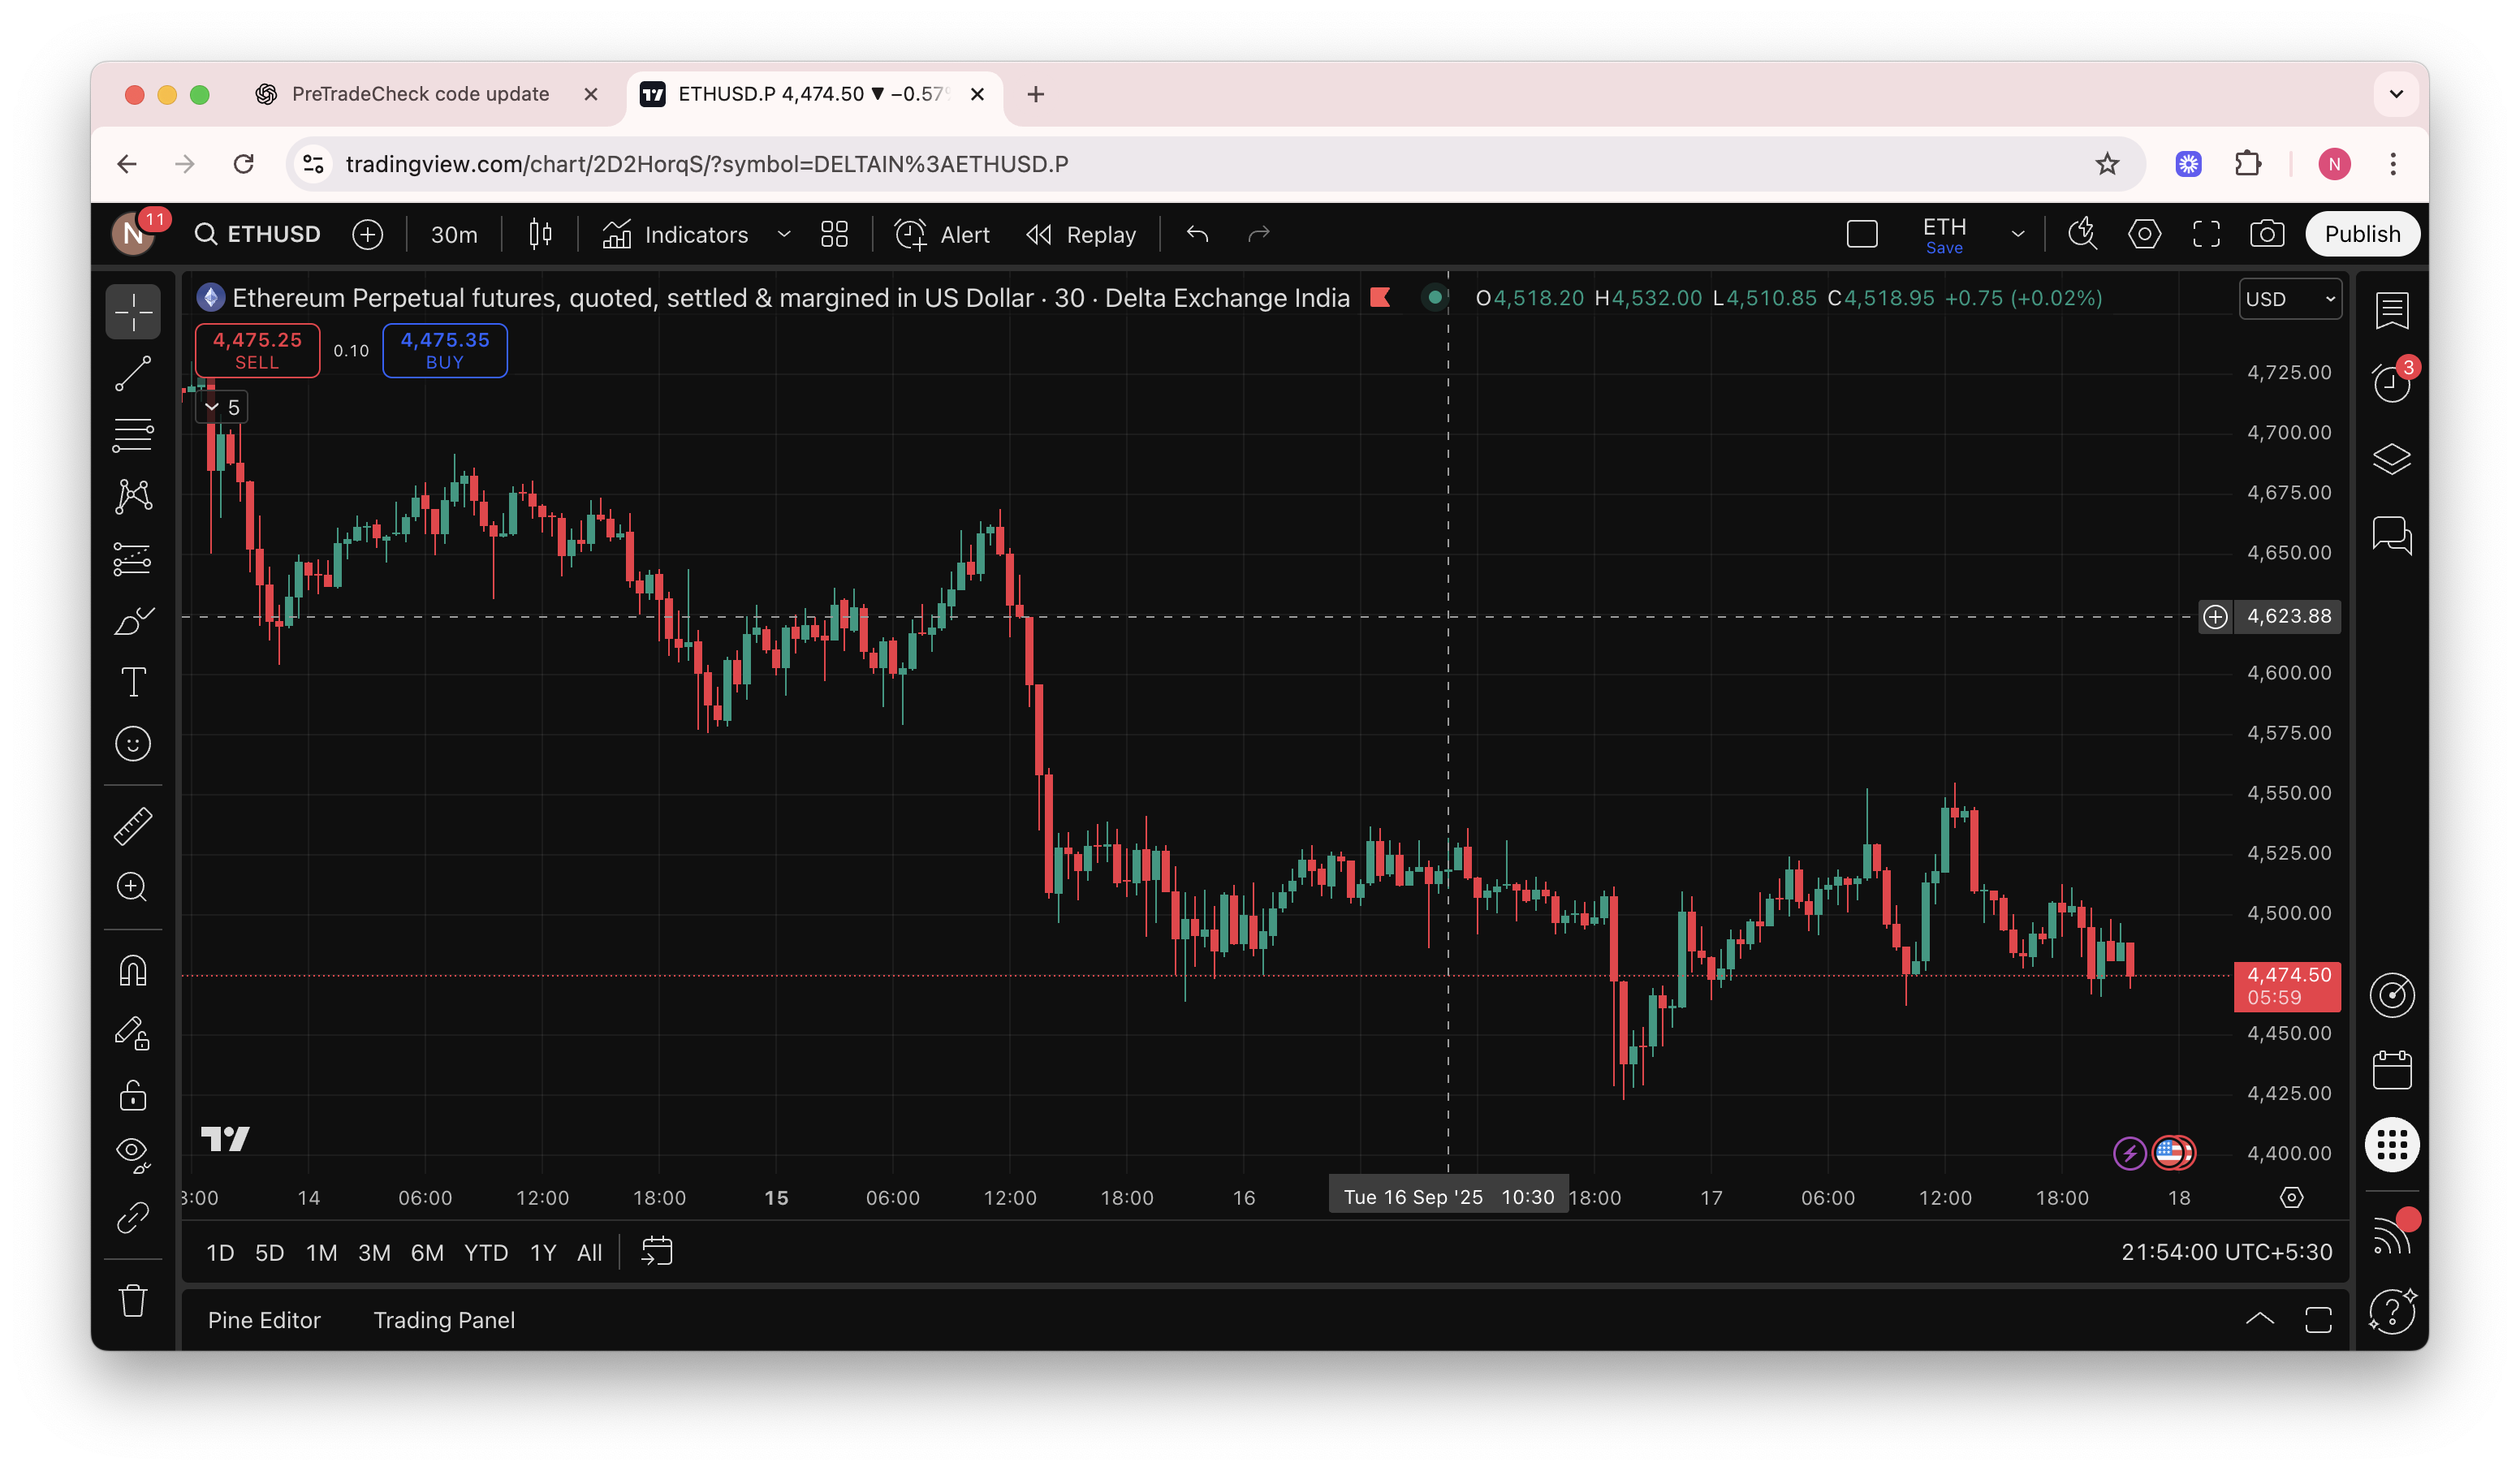 PreTradeCheck code update
ETHUSD.P 4,474.50 ▼ −0.57%
tradingview.com/chart/2D2HorqS/?symbol=DELTAIN%3AETHUSD.P
N
N 11 ETHUSD 30m Indicators Alert Replay ETH Save Publish
Ethereum Perpetual futures, quoted, settled & margined in US Dollar · 30 · Delta Exchange India O4,518.20 H4,532.00 L4,510.85 C4,518.95 +0.75 (+0.02%)
USD
4,475.25 SELL 0.10 4,475.35 BUY
5
3
4,725.00
4,700.00
4,675.00
4,650.00
4,623.88
4,600.00
4,575.00
4,550.00
4,525.00
4,500.00
4,474.50
05:59
4,450.00
4,425.00
4,400.00
3:00 14 06:00 12:00 18:00 15 06:00 12:00 18:00 16 Tue 16 Sep '25 10:30 18:00 17 06:00 12:00 18:00 18
1D 5D 1M 3M 6M YTD 1Y All 21:54:00 UTC+5:30
Pine Editor Trading Panel